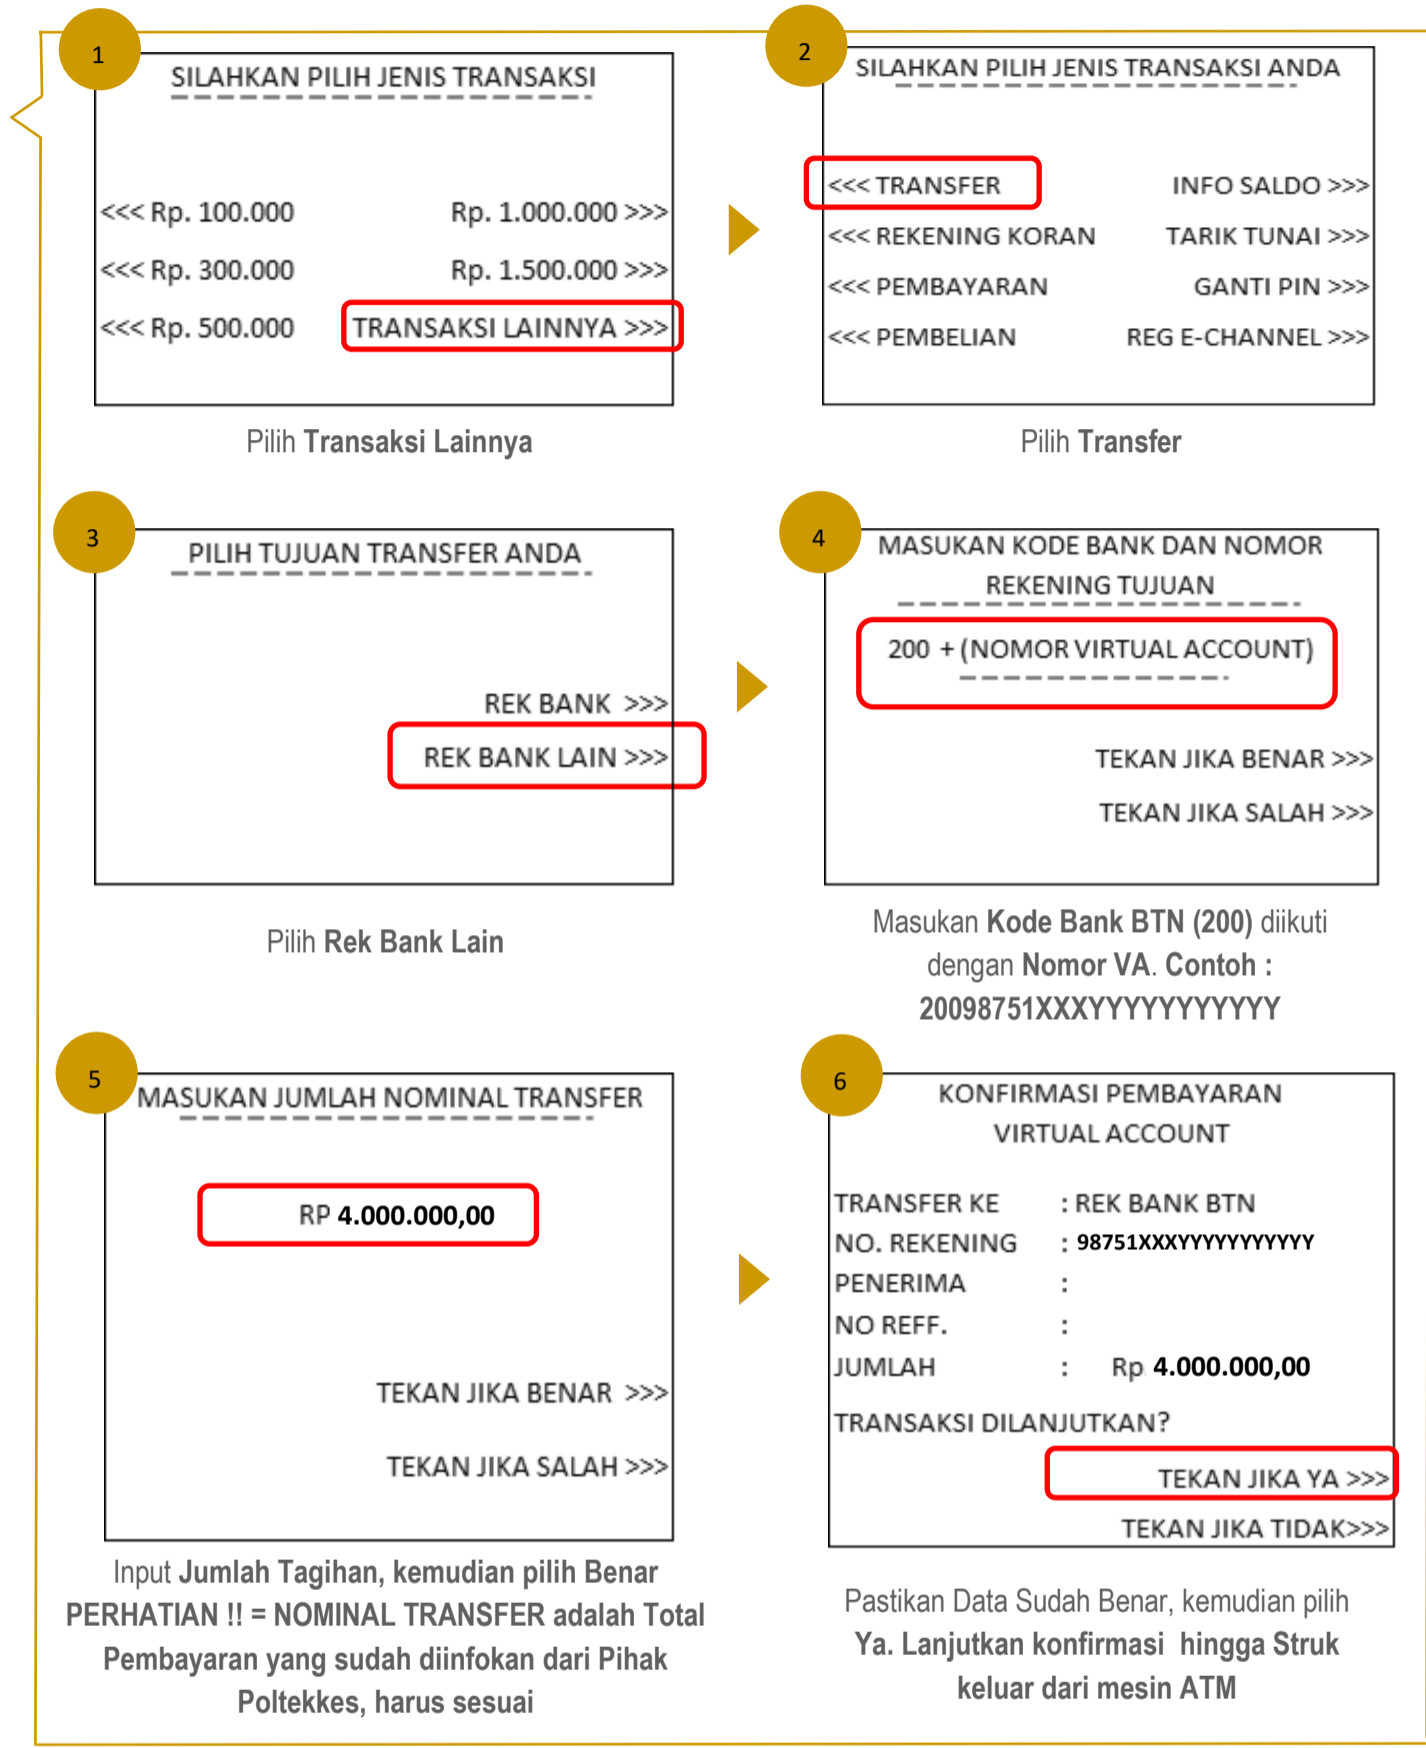 1
SILAHKAN PILIH JENIS TRANSAKSI
<<< Rp. 100.000 Rp. 1.000.000 >>>
<<< Rp. 300.000 Rp. 1.500.000 >>>
<<< Rp. 500.000 TRANSAKSI LAINNYA >>>
Pilih Transaksi Lainnya
2
SILAHKAN PILIH JENIS TRANSAKSI ANDA
<<< TRANSFER INFO SALDO >>>
<<< REKENING KORAN TARIK TUNAI >>>
<<< PEMBAYARAN GANTI PIN >>>
<<< PEMBELIAN REG E-CHANNEL >>>
Pilih Transfer
3
PILIH TUJUAN TRANSFER ANDA
REK BANK >>>
REK BANK LAIN >>>
Pilih Rek Bank Lain
4
MASUKAN KODE BANK DAN NOMOR
REKENING TUJUAN
200 + (NOMOR VIRTUAL ACCOUNT)
TEKAN JIKA BENAR >>>
TEKAN JIKA SALAH >>>
Masukan Kode Bank BTN (200) diikuti
dengan Nomor VA. Contoh :
20098751XXXYYYYYYYYYYY
5
MASUKAN JUMLAH NOMINAL TRANSFER
RP 4.000.000,00
TEKAN JIKA BENAR >>>
TEKAN JIKA SALAH >>>
Input Jumlah Tagihan, kemudian pilih Benar
PERHATIAN !! = NOMINAL TRANSFER adalah Total
Pembayaran yang sudah diinfokan dari Pihak
Poltekkes, harus sesuai
6
KONFIRMASI PEMBAYARAN
VIRTUAL ACCOUNT
TRANSFER KE : REK BANK BTN
NO. REKENING : 98751XXXYYYYYYYYYYY
PENERIMA :
NO REFF. :
JUMLAH : Rp 4.000.000,00
TRANSAKSI DILANJUTKAN?
TEKAN JIKA YA >>>
TEKAN JIKA TIDAK>>>
Pastikan Data Sudah Benar, kemudian pilih
Ya. Lanjutkan konfirmasi hingga Struk
keluar dari mesin ATM